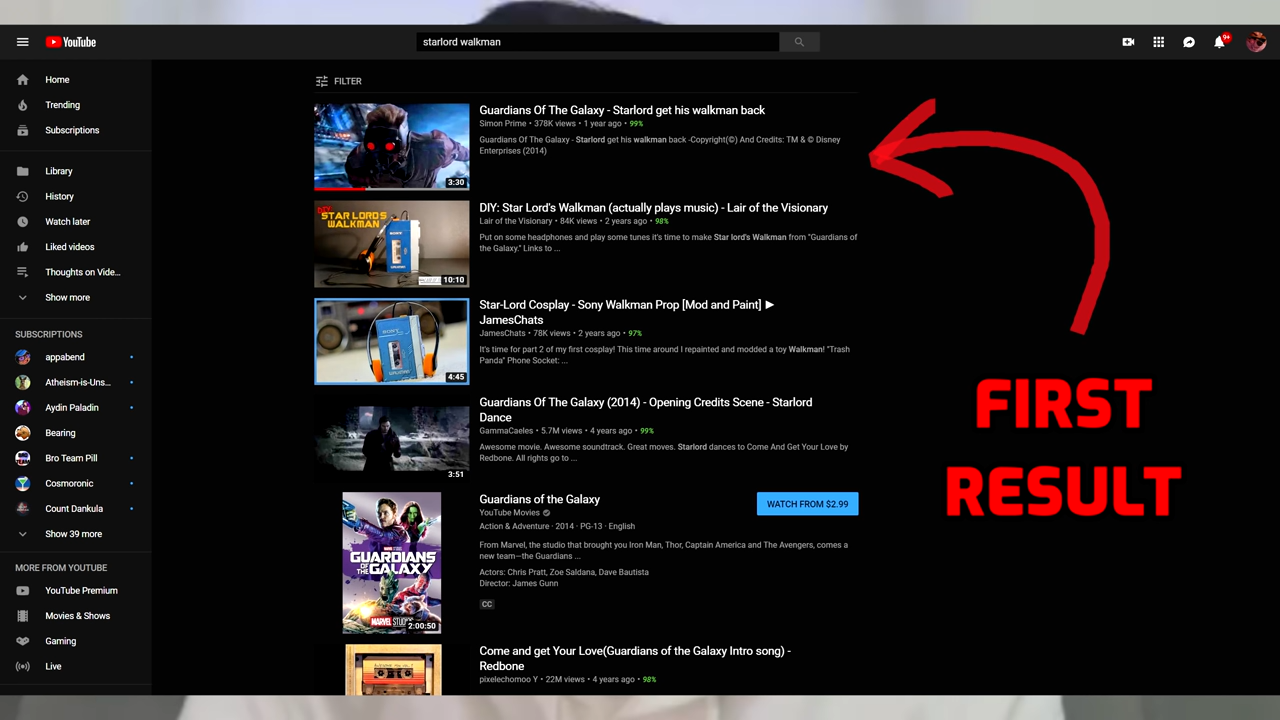 YouTube
starlord walkman
9+
Home
Trending
Subscriptions
Library
History
Watch later
Liked videos
Thoughts on Vide...
Show more
SUBSCRIPTIONS
appabend
Atheism-is-Uns...
Aydin Paladin
Bearing
Bro Team Pill
Cosmoronic
Count Dankula
Show 39 more
MORE FROM YOUTUBE
YouTube Premium
Movies & Shows
Gaming
Live
FILTER
3:30
Guardians Of The Galaxy - Starlord get his walkman back
Simon Prime • 378K views • 1 year ago • 99%
Guardians Of The Galaxy - Starlord get his walkman back -Copyright(©) And Credits: TM & © Disney
Enterprises (2014)
DIY
STAR LORD'S
WALKMAN
SONY
10:10
DIY: Star Lord's Walkman (actually plays music) - Lair of the Visionary
Lair of the Visionary • 84K views • 2 years ago • 98%
Put on some headphones and play some tunes it's time to make Star lord's Walkman from "Guardians of
the Galaxy." Links to ...
SONY
4:45
Star-Lord Cosplay - Sony Walkman Prop [Mod and Paint] ►
JamesChats
JamesChats • 78K views • 2 years ago • 97%
It's time for part 2 of my first cosplay! This time around I repainted and modded a toy Walkman! "Trash
Panda" Phone Socket: ...
3:51
Guardians Of The Galaxy (2014) - Opening Credits Scene - Starlord
Dance
GammaCaeles • 5.7M views • 4 years ago • 99%
Awesome movie. Awesome soundtrack. Great moves. Starlord dances to Come And Get Your Love by
Redbone. All rights go to ...
MARVEL STUDIOS
GUARDIANS
OF THE GALAXY
MARVEL STUDIO
2:00:50
Guardians of the Galaxy
YouTube Movies
Action & Adventure · 2014 · PG-13 · English
From Marvel, the studio that brought you Iron Man, Thor, Captain America and The Avengers, comes a
new team—the Guardians ...
Actors: Chris Pratt, Zoe Saldana, Dave Bautista
Director: James Gunn
CC
WATCH FROM $2.99
Come and get Your Love(Guardians of the Galaxy Intro song) -
Redbone
pixelechomoo Y • 22M views • 4 years ago • 98%
FIRST
RESULT